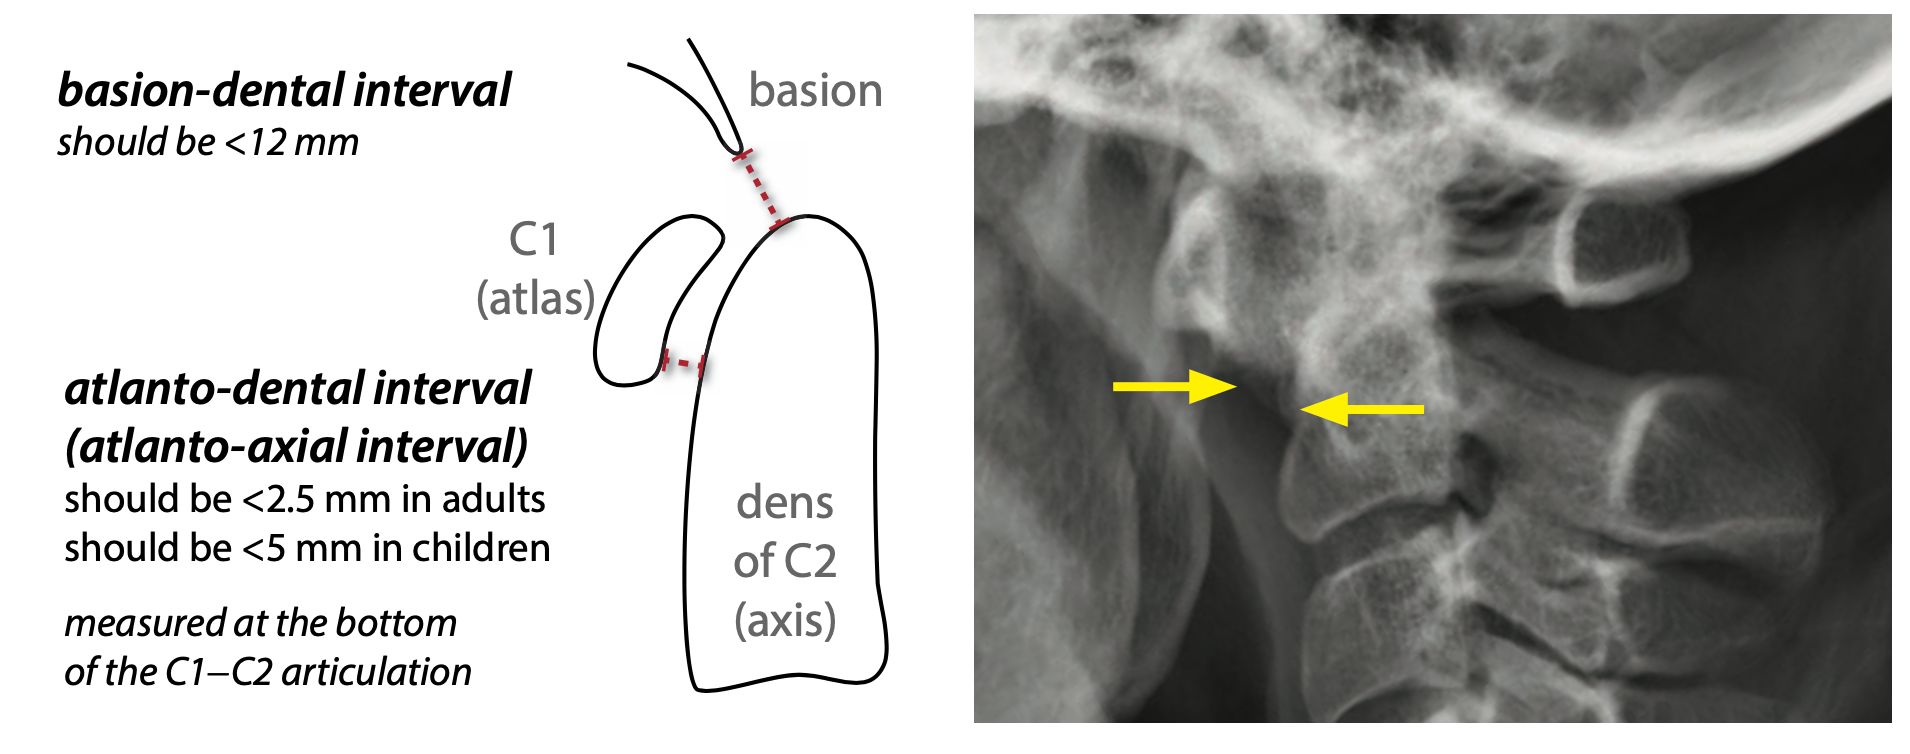 basion-dental interval
should be <12 mm
basion
C1
(atlas)
atlanto-dental interval
(atlanto-axial interval)
should be <2.5 mm in adults
should be <5 mm in children
measured at the bottom
of the C1–C2 articulation
dens
of C2
(axis)